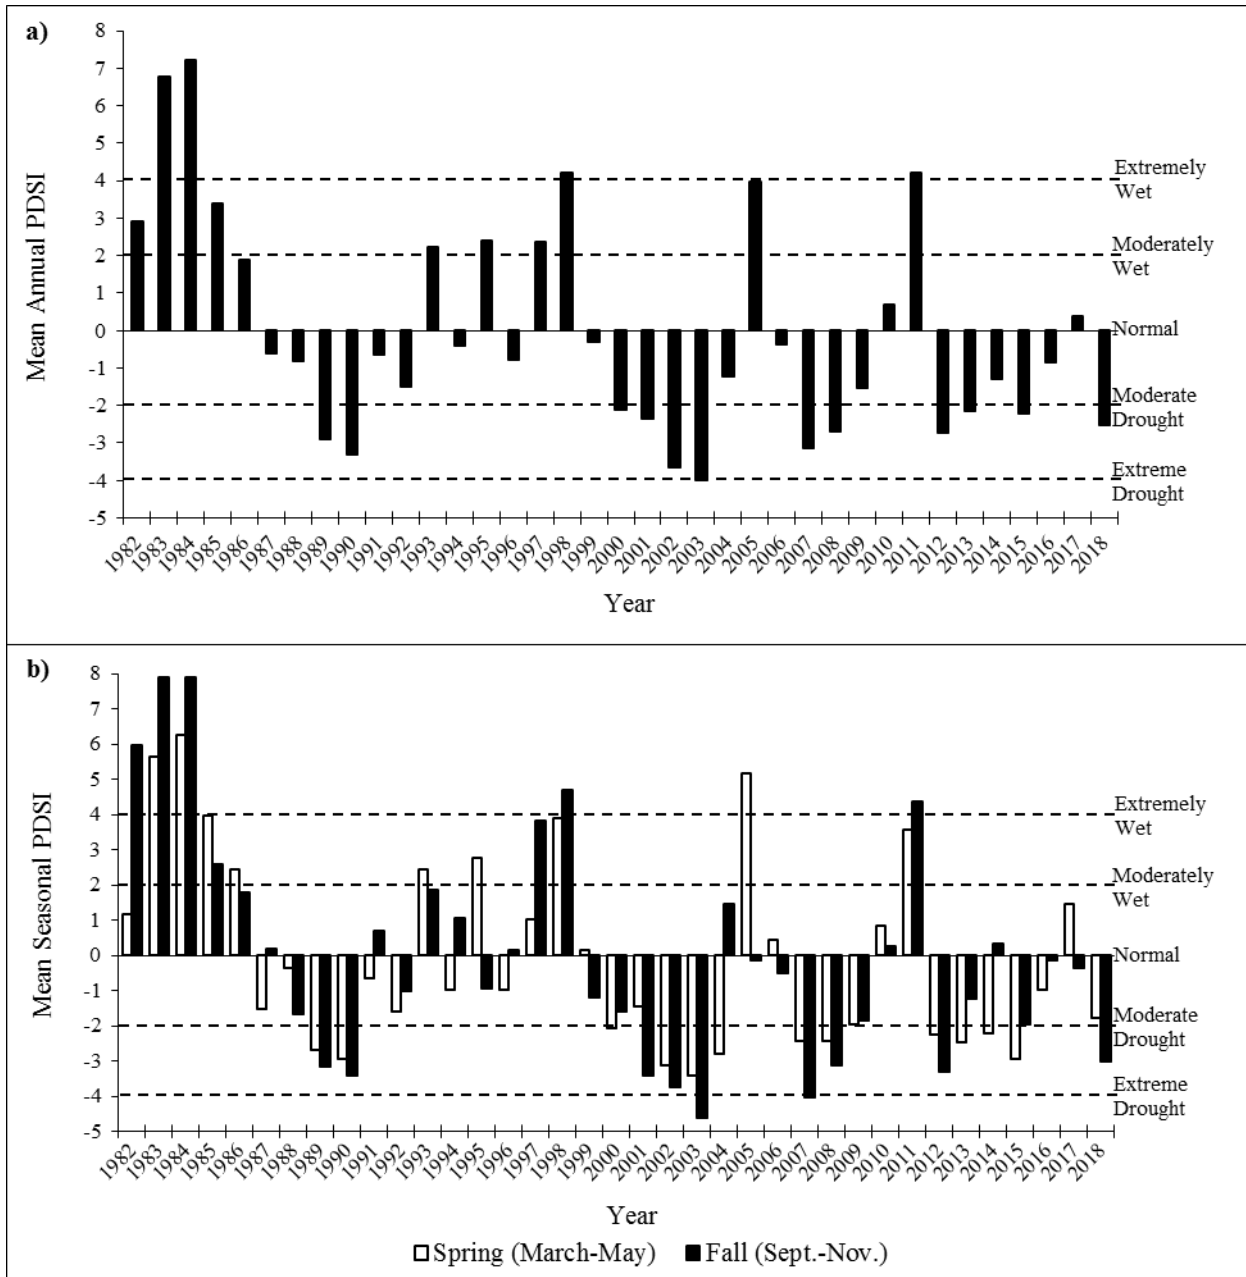 a)
8
7
6
5
4
3
2
1
0
-1
-2
-3
-4
-5
Mean Annual PDSI
Extremely
Wet
Moderately
Wet
Normal
Moderate
Drought
Extreme
Drought
1982 1983 1984 1985 1986 1987 1988 1989 1990 1991 1992 1993 1994 1995 1996 1997 1998 1999 2000 2001 2002 2003 2004 2005 2006 2007 2008 2009 2010 2011 2012 2013 2014 2015 2016 2017 2018
Year
b)
8
7
6
5
4
3
2
1
0
-1
-2
-3
-4
-5
Mean Seasonal PDSI
Extremely
Wet
Moderately
Wet
Normal
Moderate
Drought
Extreme
Drought
1982 1983 1984 1985 1986 1987 1988 1989 1990 1991 1992 1993 1994 1995 1996 1997 1998 1999 2000 2001 2002 2003 2004 2005 2006 2007 2008 2009 2010 2011 2012 2013 2014 2015 2016 2017 2018
Year
Spring (March-May) Fall (Sept.-Nov.)